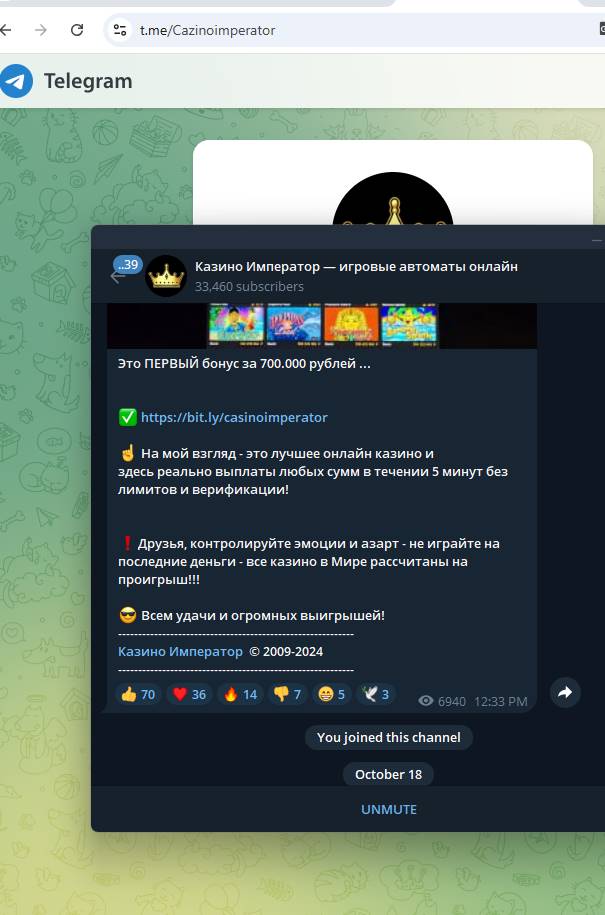 t.me/Cazinoimperator
Telegram
..39
Казино Император — игровые автоматы онлайн
33,460 subscribers
Это ПЕРВЫЙ бонус за 700.000 рублей ...
✅ https://bit.ly/casinoimperator
☝ На мой взгляд - это лучшее онлайн казино и
здесь реально выплаты любых сумм в течении 5 минут без
лимитов и верификации!
❗ Друзья, контролируйте эмоции и азарт - не играйте на
последние деньги - все казино в Мире рассчитаны на
проигрыш!!!
😎 Всем удачи и огромных выигрышей!
-----------------------------------------------------------
Казино Император © 2009-2024
-----------------------------------------------------------
👍 70 ❤ 36 🔥 14 👎 7 😁 5 🕊 3 6940 12:33 PM
You joined this channel
October 18
UNMUTE